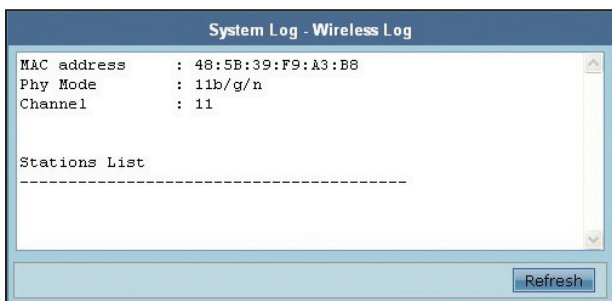 System Log - Wireless Log
MAC address : 48:5B:39:F9:A3:B8
Phy Mode : 11b/g/n
Channel : 11
Stations List
----------------------------------------
Refresh